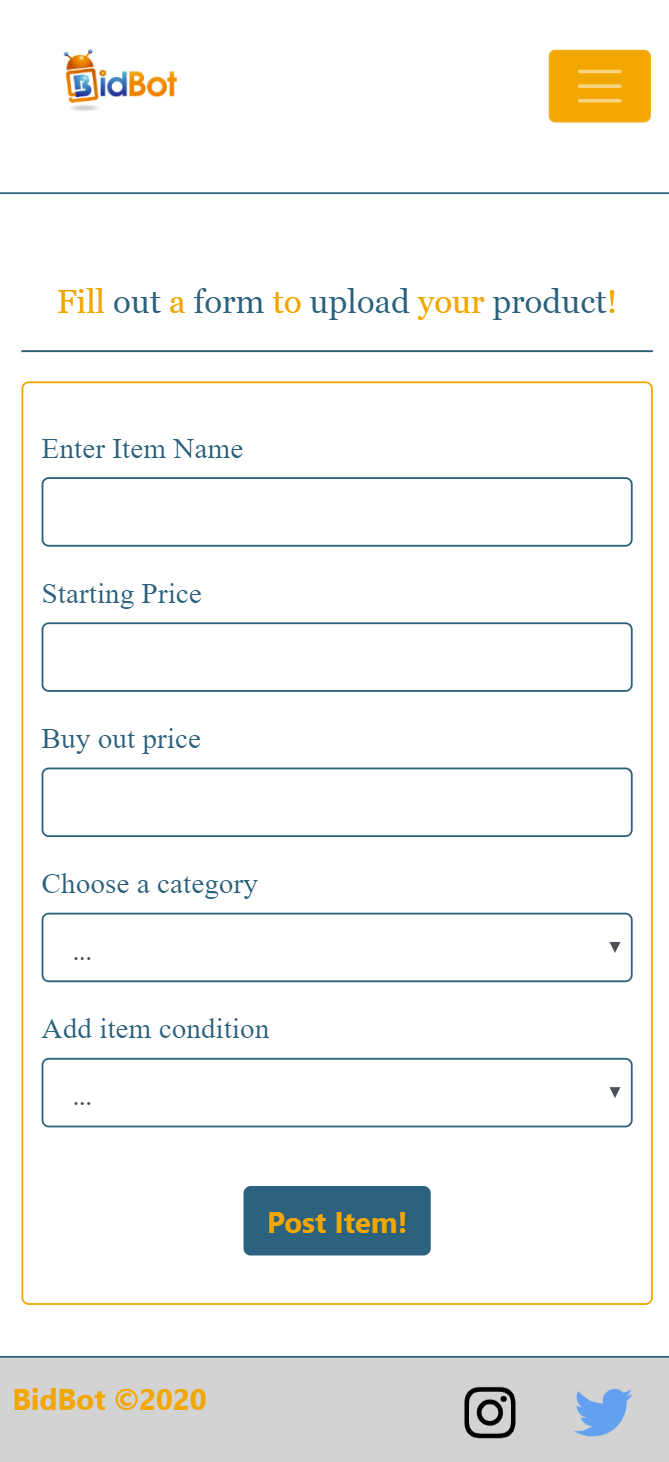 BidBot
Fill out a form to upload your product!
Enter Item Name
Starting Price
Buy out price
Choose a category
...
Add item condition
...
Post Item!
BidBot ©2020